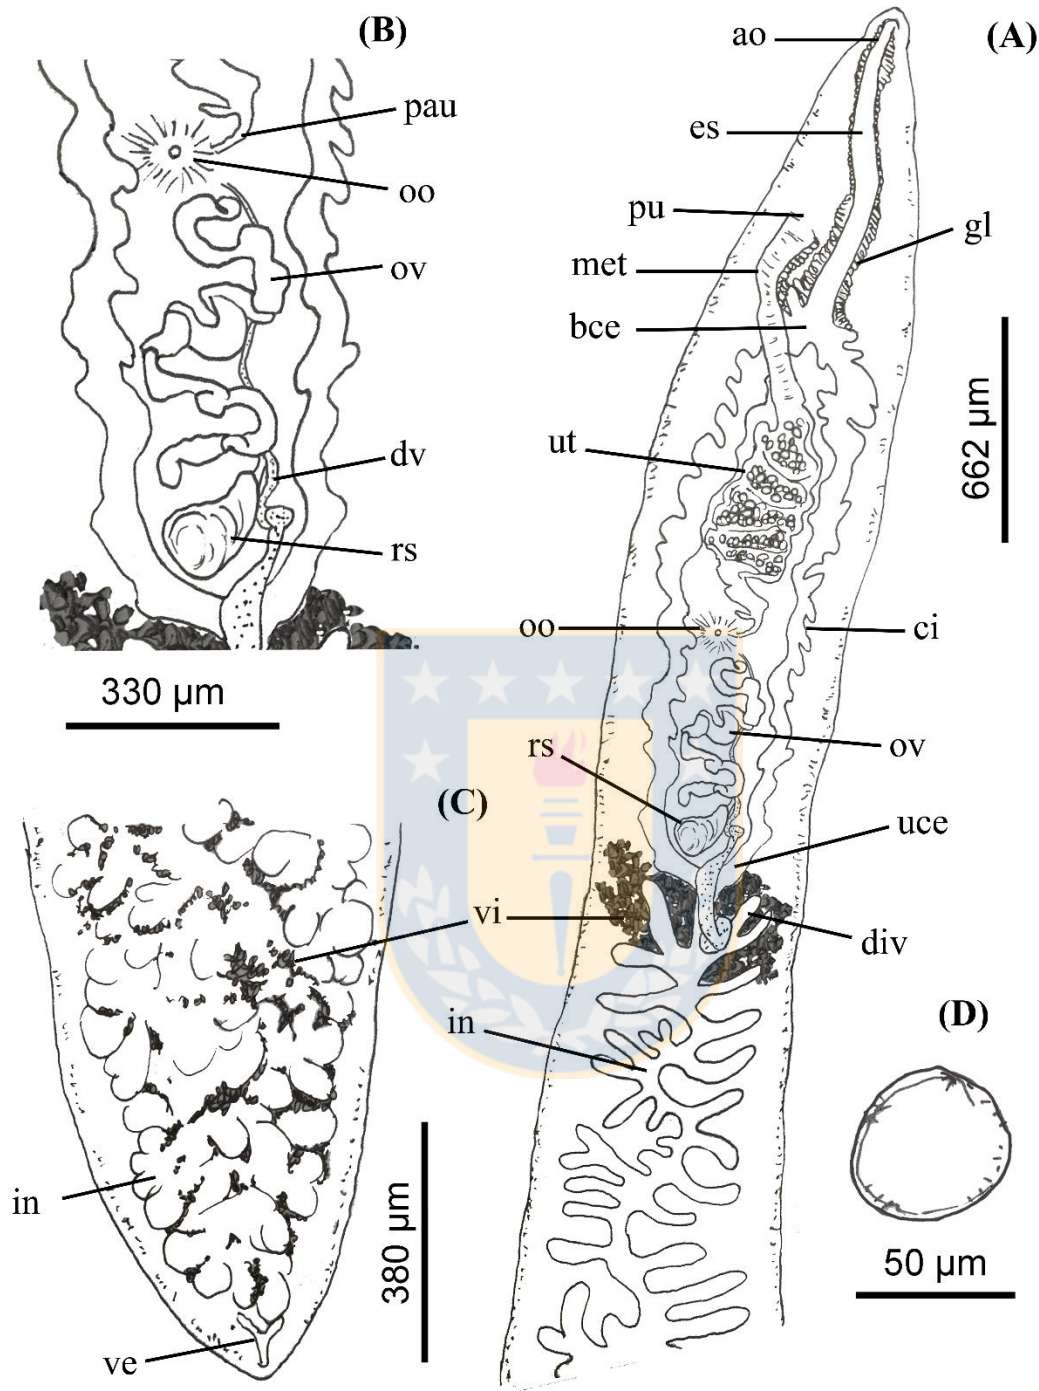 (B)
pau
oo
ov
dv
rs
330 µm
(A)
ao
es
pu
gl
met
bce
662 µm
ut
oo
ci
rs
ov
uce
vi
div
in
(C)
in
ve
380 µm
(D)
50 µm